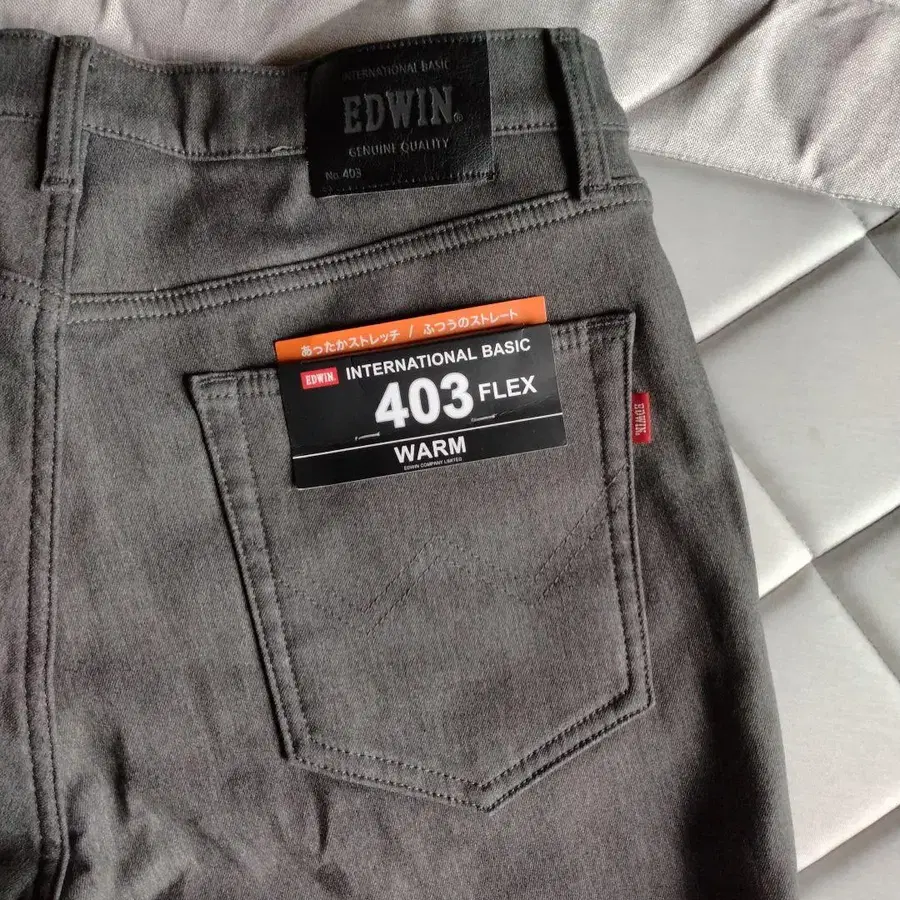 INTERNATIONAL BASIC
EDWIN®
GENUINE QUALITY
No. 403
あったかストレッチ / ふつうのストレート
EDWIN. INTERNATIONAL BASIC
403 FLEX
WARM
EDWIN COMPANY LIMITED
EDWIN.